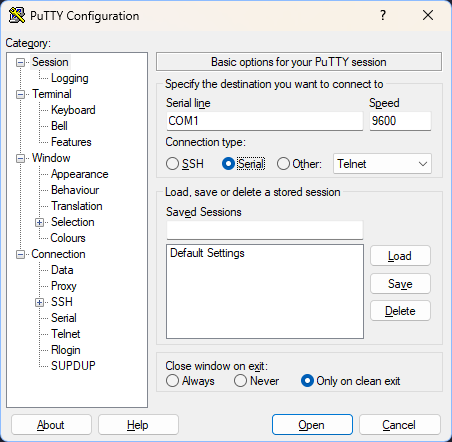 PuTTY Configuration
?
Category:
Session
Logging
Terminal
Keyboard
Bell
Features
Window
Appearance
Behaviour
Translation
Selection
Colours
Connection
Data
Proxy
SSH
Serial
Telnet
Rlogin
SUPDUP
Basic options for your PuTTY session
Specify the destination you want to connect to
Serial line Speed
COM1 9600
Connection type:
SSH Serial Other: Telnet
Load, save or delete a stored session
Saved Sessions
Default Settings
Load
Save
Delete
Close window on exit:
Always Never Only on clean exit
About Help Open Cancel